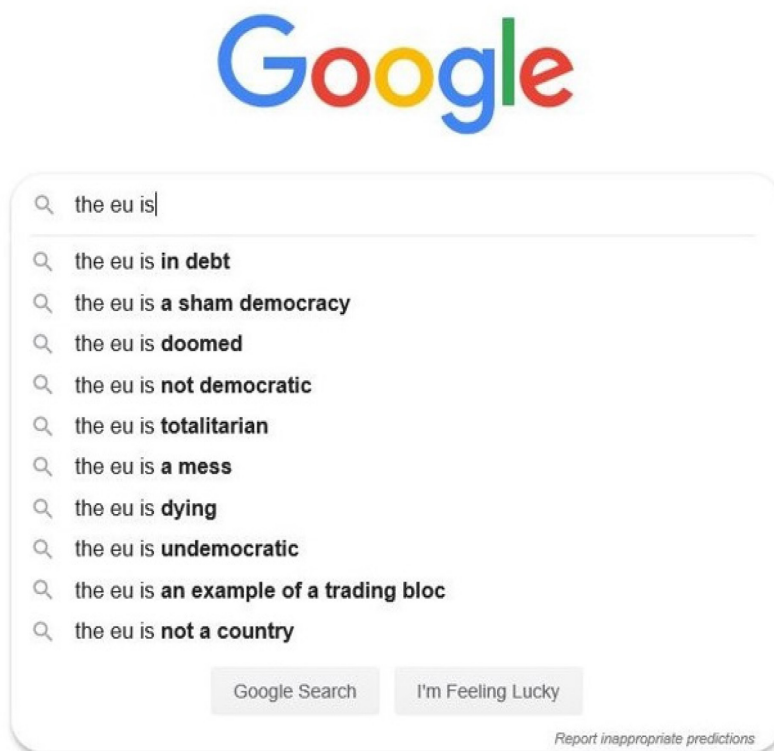 Google
the eu is
the eu is in debt
the eu is a sham democracy
the eu is doomed
the eu is not democratic
the eu is totalitarian
the eu is a mess
the eu is dying
the eu is undemocratic
the eu is an example of a trading bloc
the eu is not a country
Google Search I'm Feeling Lucky
Report inappropriate predictions